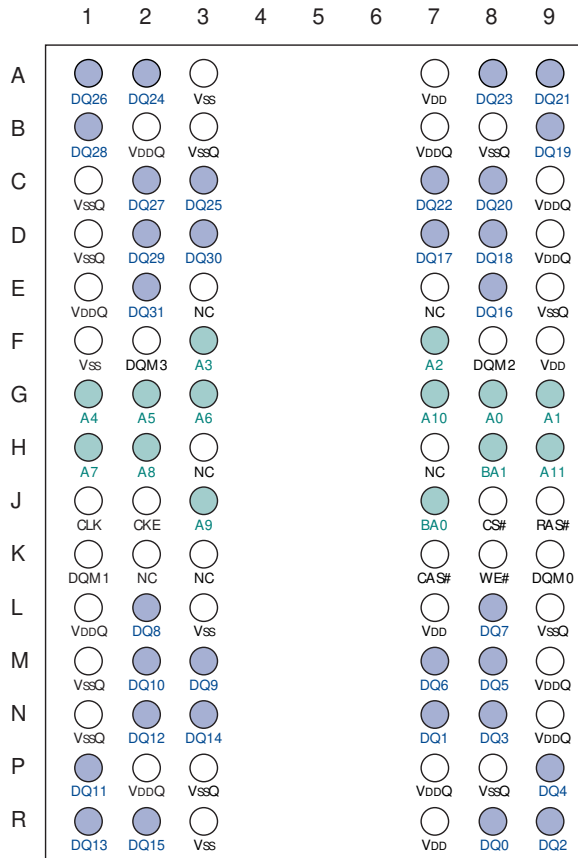 1 2 3 4 5 6 7 8 9
A
DQ26 DQ24 VSS VDD DQ23 DQ21
B
DQ28 VDDQ VSSQ VDDQ VSSQ DQ19
C
VSSQ DQ27 DQ25 DQ22 DQ20 VDDQ
D
VSSQ DQ29 DQ30 DQ17 DQ18 VDDQ
E
VDDQ DQ31 NC NC DQ16 VSSQ
F
VSS DQM3 A3 A2 DQM2 VDD
G
A4 A5 A6 A10 A0 A1
H
A7 A8 NC NC BA1 A11
J
CLK CKE A9 BA0 CS# RAS#
K
DQM1 NC NC CAS# WE# DQM0
L
VDDQ DQ8 VSS VDD DQ7 VSSQ
M
VSSQ DQ10 DQ9 DQ6 DQ5 VDDQ
N
VSSQ DQ12 DQ14 DQ1 DQ3 VDDQ
P
DQ11 VDDQ VSSQ VDDQ VSSQ DQ4
R
DQ13 DQ15 VSS VDD DQ0 DQ2